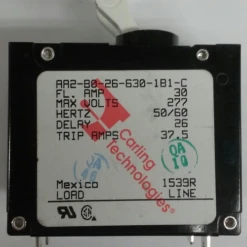 AA2-B0-26-630-1B1-C
FL. AMP 30
MAX VOLTS 277
HERTZ 50/60
DELAY 26
TRIP AMPS 37.5
Carling
Technologies
QA
10
Mexico 1539R
LOAD LINE